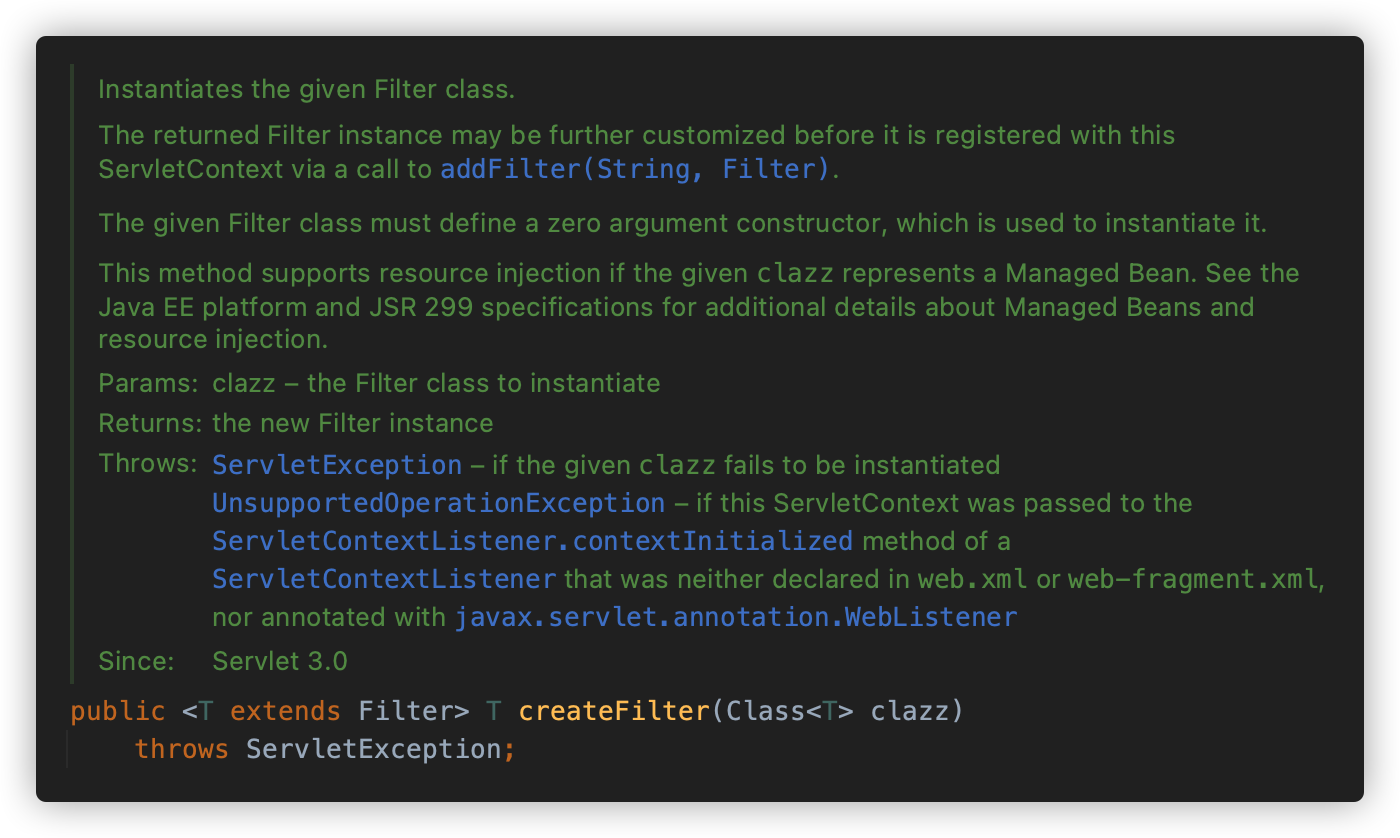 Instantiates the given Filter class.
The returned Filter instance may be further customized before it is registered with this
ServletContext via a call to addFilter(String, Filter).
The given Filter class must define a zero argument constructor, which is used to instantiate it.
This method supports resource injection if the given clazz represents a Managed Bean. See the
Java EE platform and JSR 299 specifications for additional details about Managed Beans and
resource injection.
Params: clazz – the Filter class to instantiate
Returns: the new Filter instance
Throws: ServletException – if the given clazz fails to be instantiated
UnsupportedOperationException – if this ServletContext was passed to the
ServletContextListener.contextInitialized method of a
ServletContextListener that was neither declared in web.xml or web-fragment.xml,
nor annotated with javax.servlet.annotation.WebListener
Since: Servlet 3.0
public <T extends Filter> T createFilter(Class<T> clazz)
throws ServletException;